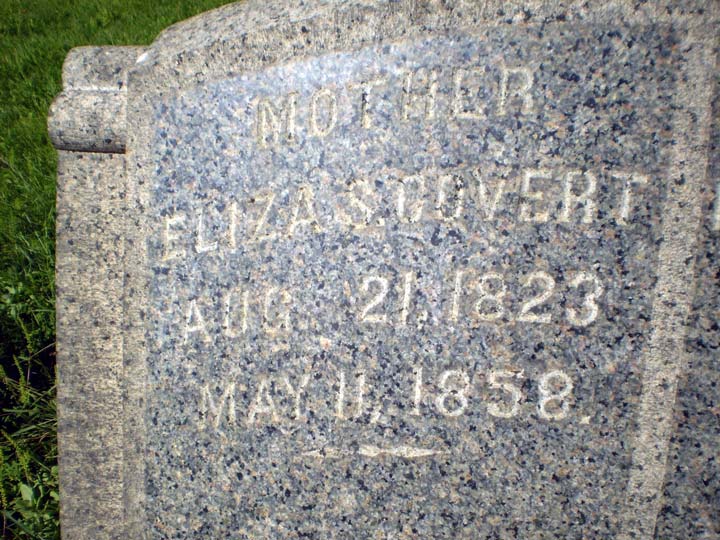 MOTHER
ELIZA S. COVERT
AUG 21, 1823
MAY 11, 1858.